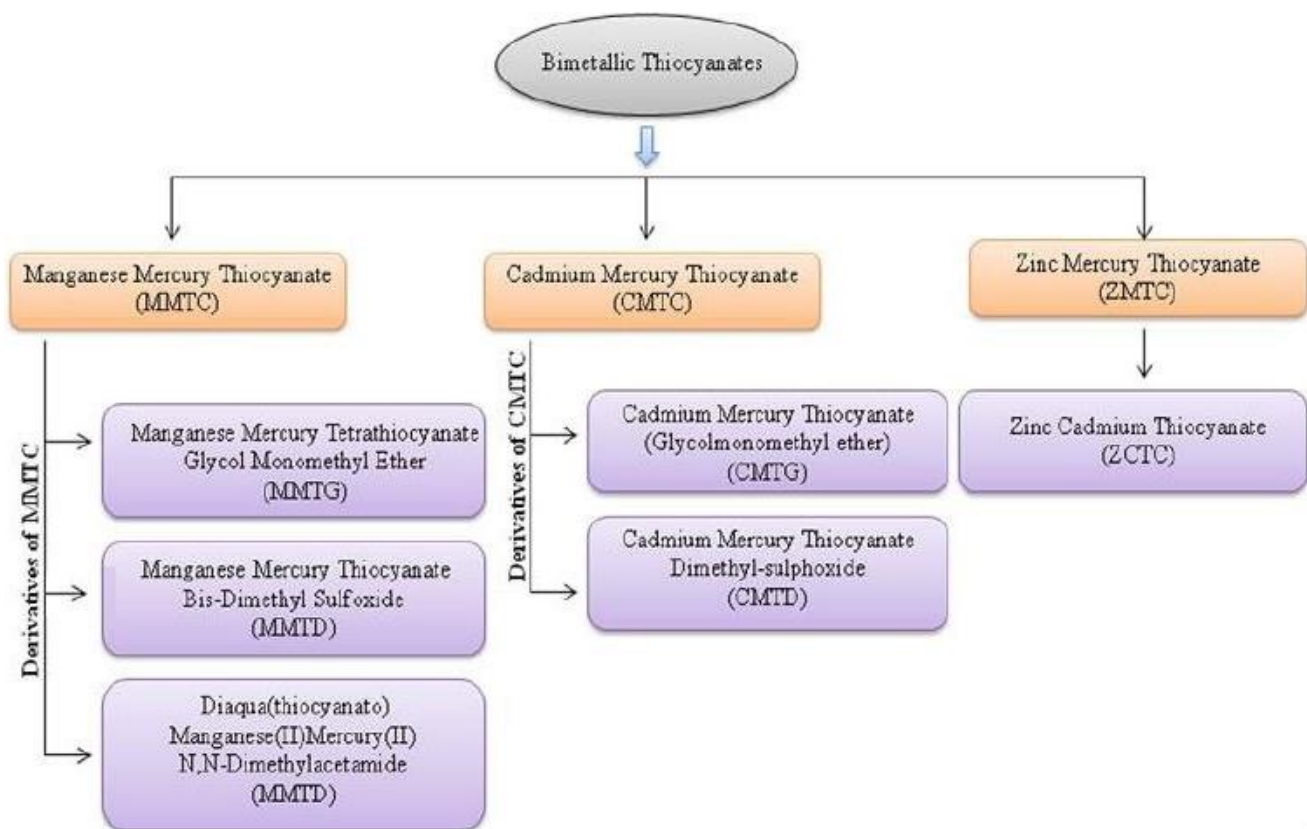 Bimetallic Thiocyanates
Manganese Mercury Thiocyanate
(MMTC)
Cadmium Mercury Thiocyanate
(CMTC)
Zinc Mercury Thiocyanate
(ZMTC)
Derivatives of MMTC
Manganese Mercury Tetrathiocyanate
Glycol Monomethyl Ether
(MMTG)
Manganese Mercury Thiocyanate
Bis-Dimethyl Sulfoxide
(MMTD)
Diaqua(thiocyanato)
Manganese(II)Mercury(II)
N,N-Dimethylacetamide
(MMTD)
Derivatives of CMTC
Cadmium Mercury Thiocyanate
(Glycolmonomethyl ether)
(CMTG)
Cadmium Mercury Thiocyanate
Dimethyl-sulphoxide
(CMTD)
Zinc Cadmium Thiocyanate
(ZCTC)